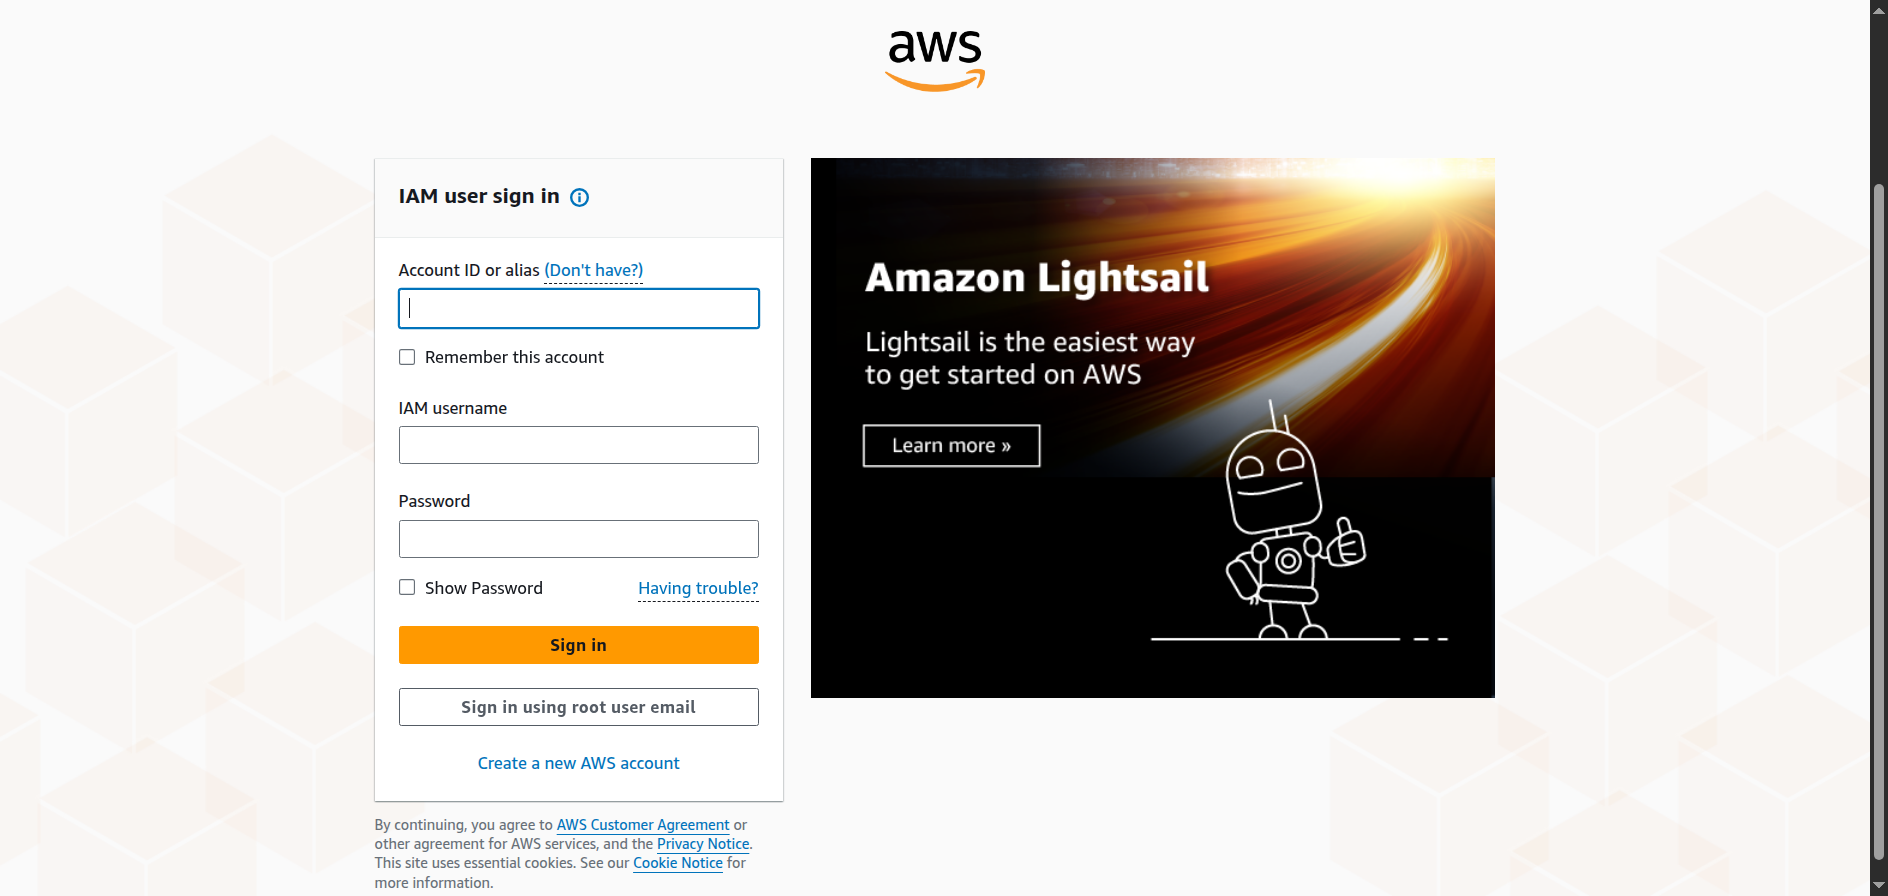 aws
IAM user sign in
Account ID or alias (Don't have?)
Remember this account
IAM username
Password
Show Password Having trouble?
Sign in
Sign in using root user email
Create a new AWS account
By continuing, you agree to AWS Customer Agreement or
other agreement for AWS services, and the Privacy Notice.
This site uses essential cookies. See our Cookie Notice for
more information.
Amazon Lightsail
Lightsail is the easiest way
to get started on AWS
Learn more »